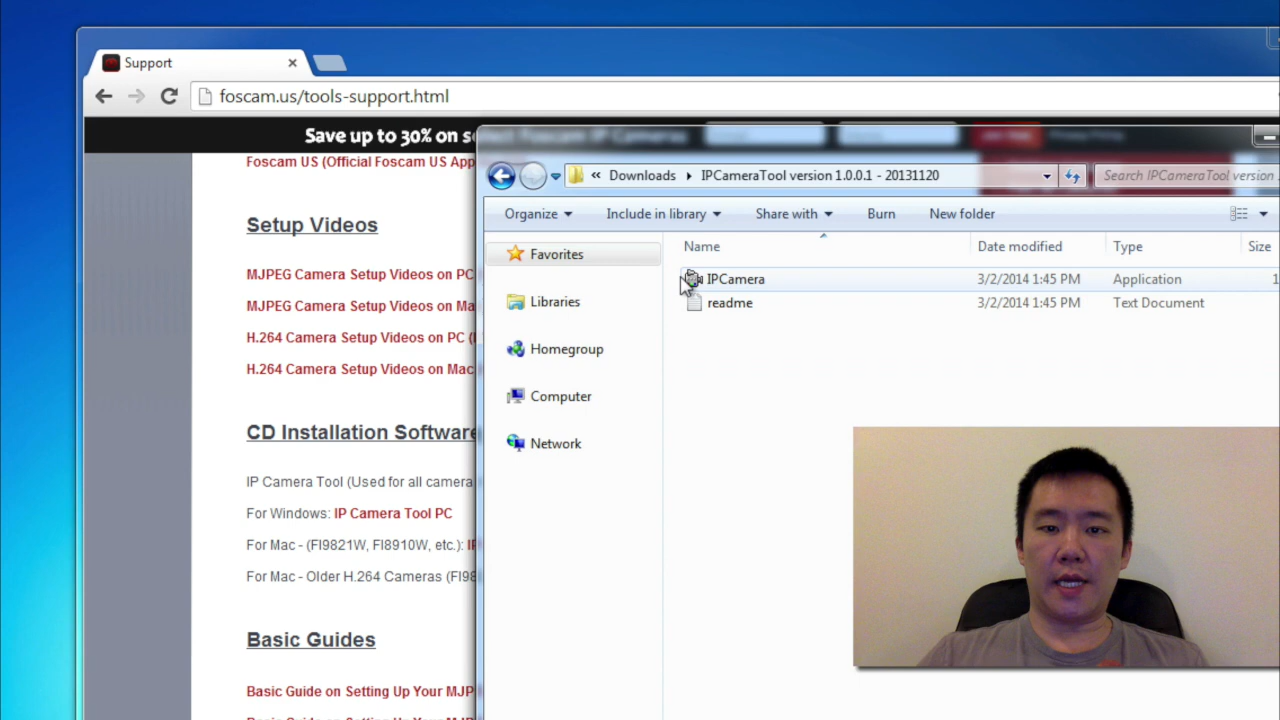 Support
foscam.us/tools-support.html
Save up to 30% on s
Foscam US (Official Foscam US App
Setup Videos
MJPEG Camera Setup Videos on PC
MJPEG Camera Setup Videos on Ma
H.264 Camera Setup Videos on PC (
H.264 Camera Setup Videos on Mac
CD Installation Software
IP Camera Tool (Used for all camera
For Windows: IP Camera Tool PC
For Mac - (FI9821W, FI8910W, etc.): IP
For Mac - Older H.264 Cameras (FI98
Basic Guides
Basic Guide on Setting Up Your MJP
« Downloads IPCameraTool version 1.0.0.1 - 20131120
Search IPCameraTool version
Organize Include in library Share with Burn New folder
Name Date modified Type Size
IPCamera 3/2/2014 1:45 PM Application 1
readme 3/2/2014 1:45 PM Text Document
Favorites
Libraries
Homegroup
Computer
Network